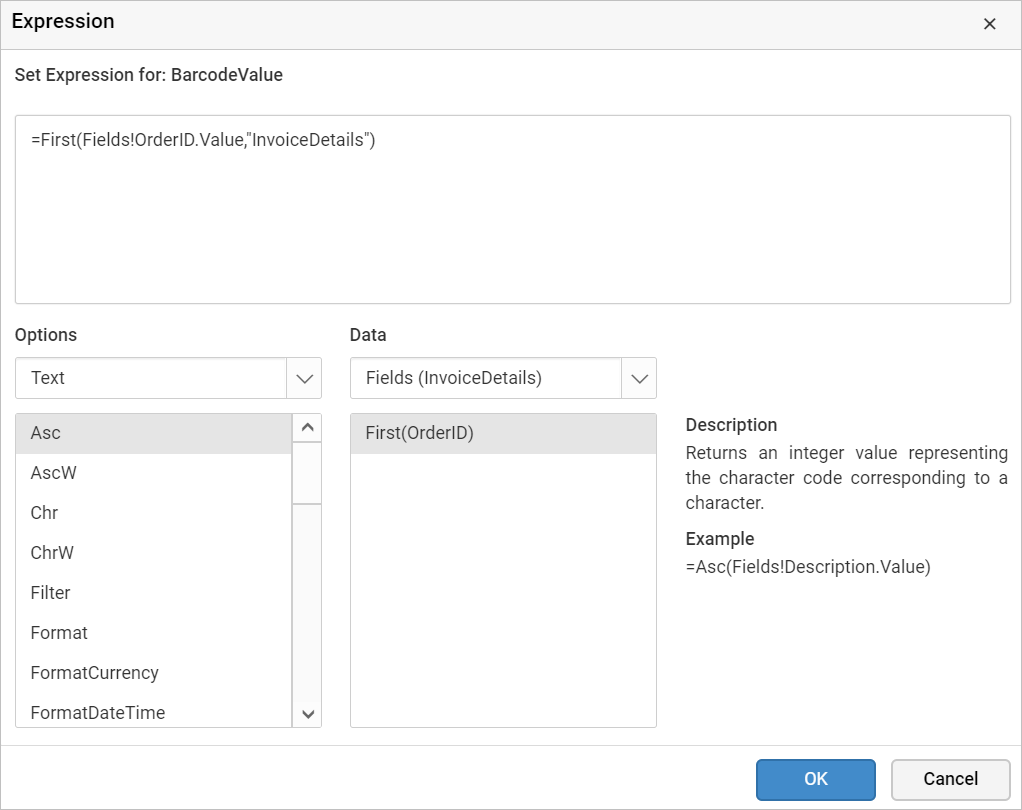 Expression
Set Expression for: BarcodeValue
=First(Fields!OrderID.Value,"InvoiceDetails")
Options
Text
Asc
AscW
Chr
ChrW
Filter
Format
FormatCurrency
FormatDateTime
Data
Fields (InvoiceDetails)
First(OrderID)
Description
Returns an integer value representing
the character code corresponding to a
character.
Example
=Asc(Fields!Description.Value)
OK
Cancel